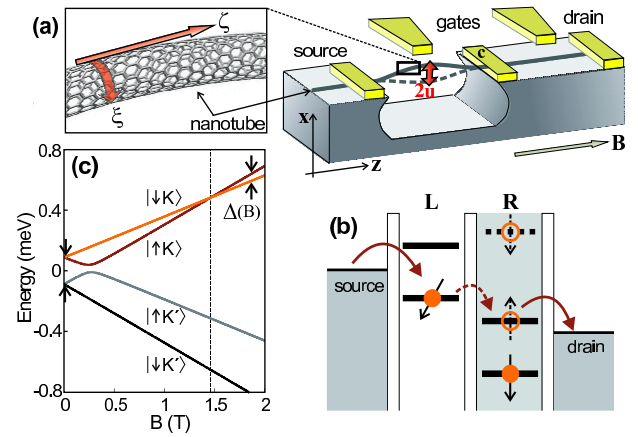 (a)
ζ
ξ
nanotube
gates
source
drain
c
2u
x
z
B
(c)
0.8
0.4
0
-0.4
-0.8
Energy (meV)
|↓K⟩
|↑K⟩
Δ(B)
|↑K′⟩
|↓K′⟩
0
0.5
1
1.5
2
B (T)
L
R
(b)
source
drain